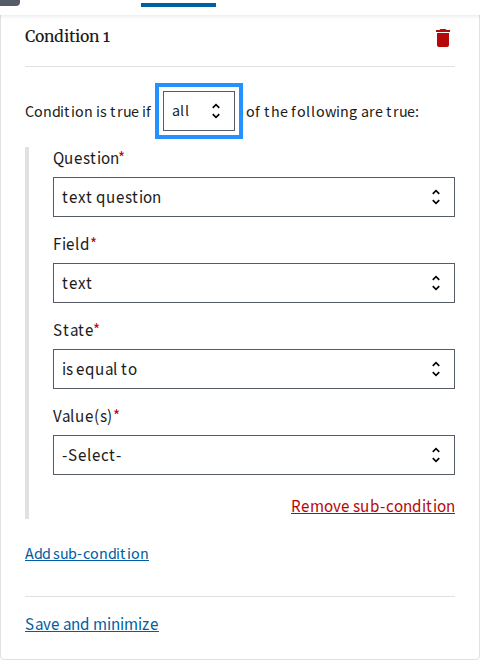 Condition 1
Condition is true if all of the following are true:
Question*
text question
Field*
text
State*
is equal to
Value(s)*
-Select-
Remove sub-condition
Add sub-condition
Save and minimize